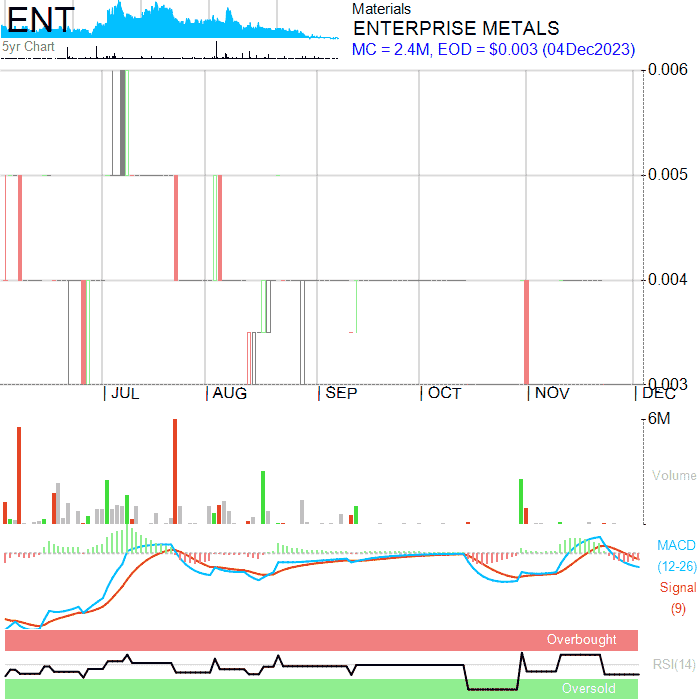 ENT
5yr Chart
Materials
ENTERPRISE METALS
MC = 2.4M, EOD = $0.003 (04Dec2023)
0.006
0.005
0.004
0.003
JUL AUG SEP OCT NOV DEC
6M
Volume
MACD
(12-26)
Signal
(9)
Overbought
RSI(14)
Oversold